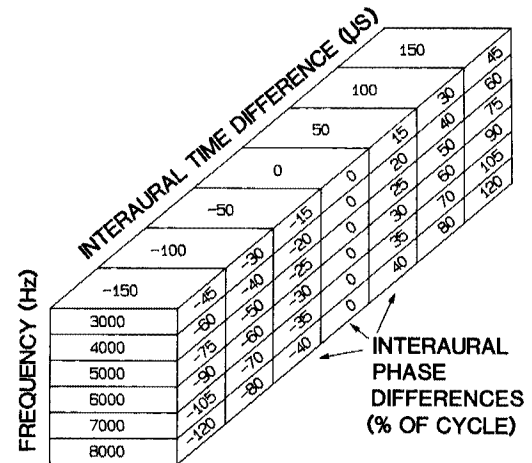 INTERAURAL TIME DIFFERENCE (µS)
150
100
50
0
-50
-100
-150
FREQUENCY (Hz)
3000
4000
5000
6000
7000
8000
-45 -30 -15 0 15 30 45
-60 -40 -20 0 20 40 60
-75 -50 -25 0 25 50 75
-90 -60 -30 0 30 60 90
-105 -70 -35 0 35 70 105
-120 -80 -40 0 40 80 120
INTERAURAL
PHASE
DIFFERENCES
(% OF CYCLE)